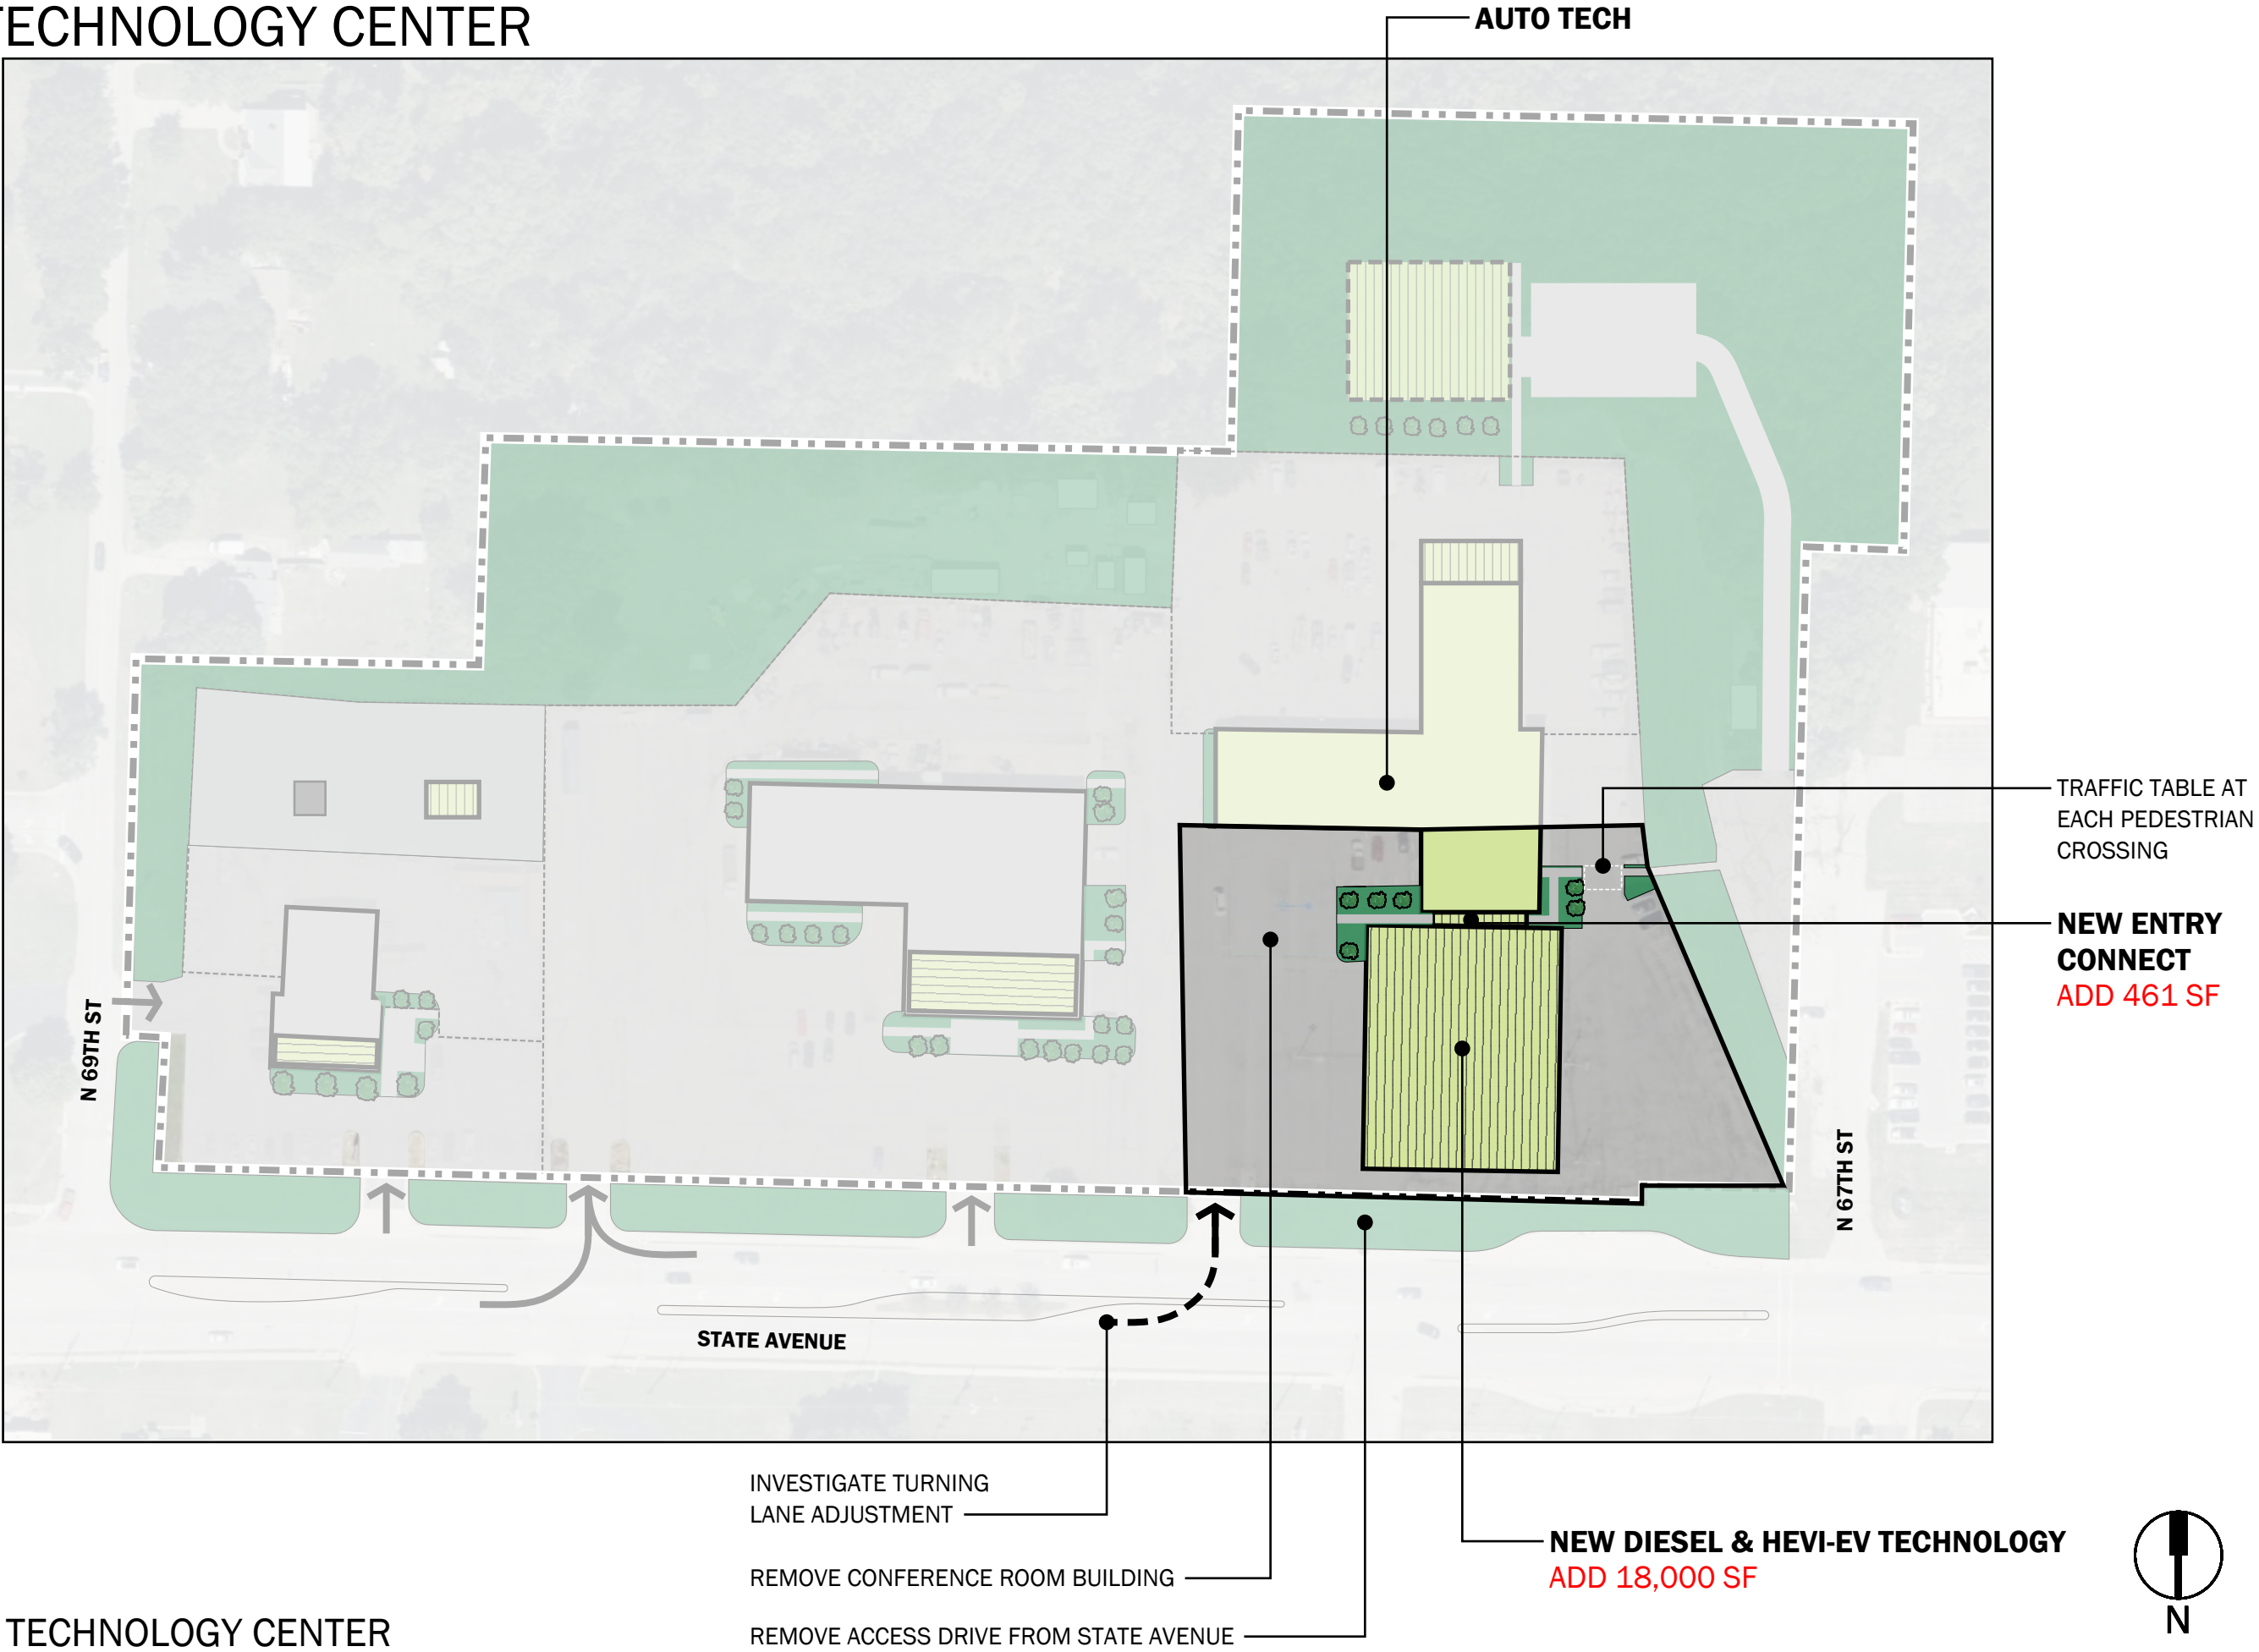 TECHNOLOGY CENTER
AUTO TECH
TRAFFIC TABLE AT
EACH PEDESTRIAN
CROSSING
NEW ENTRY
CONNECT
ADD 461 SF
N 69TH ST
N 67TH ST
STATE AVENUE
INVESTIGATE TURNING
LANE ADJUSTMENT
REMOVE CONFERENCE ROOM BUILDING
REMOVE ACCESS DRIVE FROM STATE AVENUE
NEW DIESEL & HEVI-EV TECHNOLOGY
ADD 18,000 SF
N
TECHNOLOGY CENTER